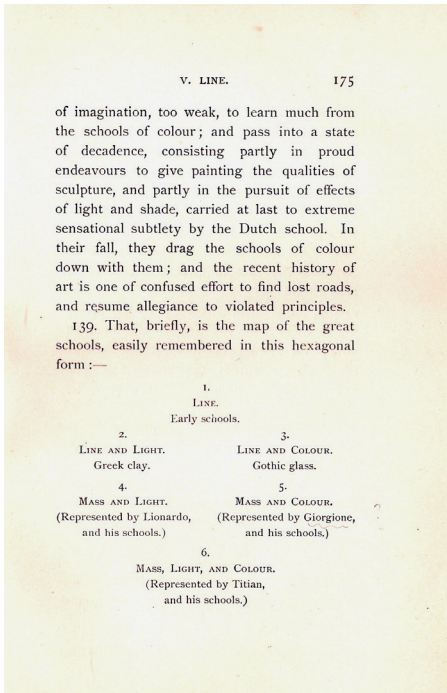 V. LINE. 175
of imagination, too weak, to learn much from
the schools of colour; and pass into a state
of decadence, consisting partly in proud
endeavours to give painting the qualities of
sculpture, and partly in the pursuit of effects
of light and shade, carried at last to extreme
sensational subtlety by the Dutch school. In
their fall, they drag the schools of colour
down with them; and the recent history of
art is one of confused effort to find lost roads,
and resume allegiance to violated principles.
139. That, briefly, is the map of the great
schools, easily remembered in this hexagonal
form:—
1.
LINE.
Early schools.
2. 3.
LINE AND LIGHT. LINE AND COLOUR.
Greek clay. Gothic glass.
4. 5.
MASS AND LIGHT. MASS AND COLOUR.
(Represented by Lionardo, (Represented by Giorgione,
and his schools.) and his schools.)
6.
MASS, LIGHT, AND COLOUR.
(Represented by Titian,
and his schools.)